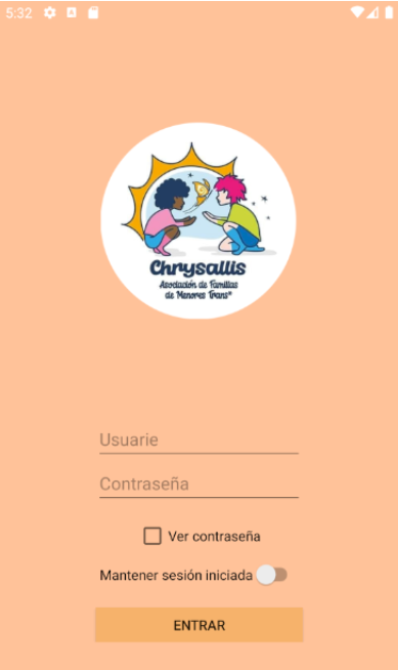 5:32
Chrysallis
Asociación de Familias
de Menores Trans*
Usuarie
Contraseña
Ver contraseña
Mantener sesión iniciada
ENTRAR